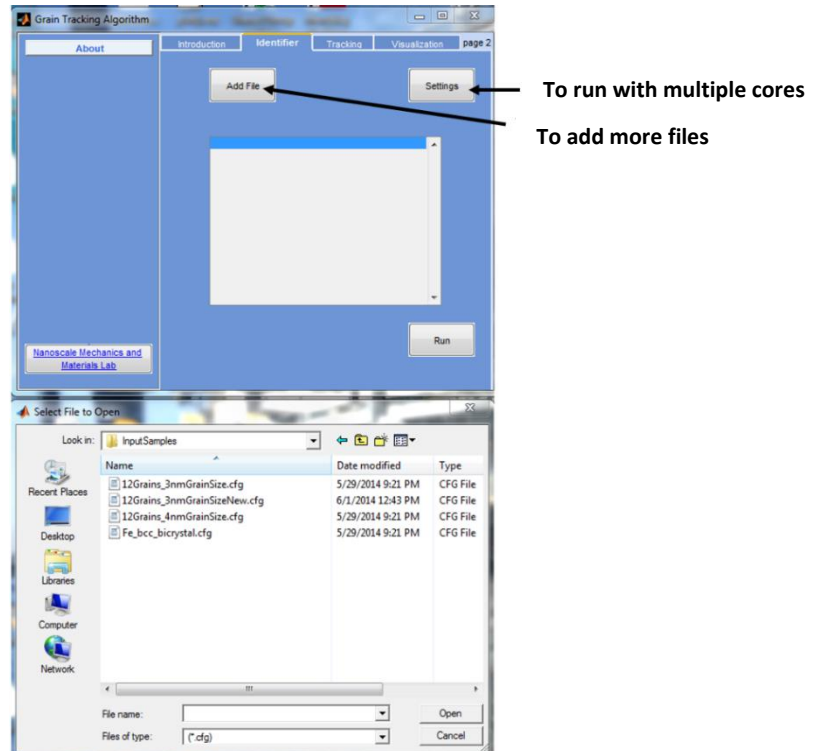 Grain Tracking Algorithm
About
Introduction Identifier Tracking Visualization page 2
Add File
Settings
To run with multiple cores
To add more files
Run
Nanoscale Mechanics and
Materials Lab
Select File to Open
Look in: InputSamples
Name Date modified Type
12Grains_3nmGrainSize.cfg 5/29/2014 9:21 PM CFG File
12Grains_3nmGrainSizeNew.cfg 6/1/2014 12:43 PM CFG File
12Grains_4nmGrainSize.cfg 5/29/2014 9:21 PM CFG File
Fe_bcc_bicrystal.cfg 5/29/2014 9:21 PM CFG File
Recent Places
Desktop
Libraries
Computer
Network
File name: Open
Files of type: (*.cfg) Cancel